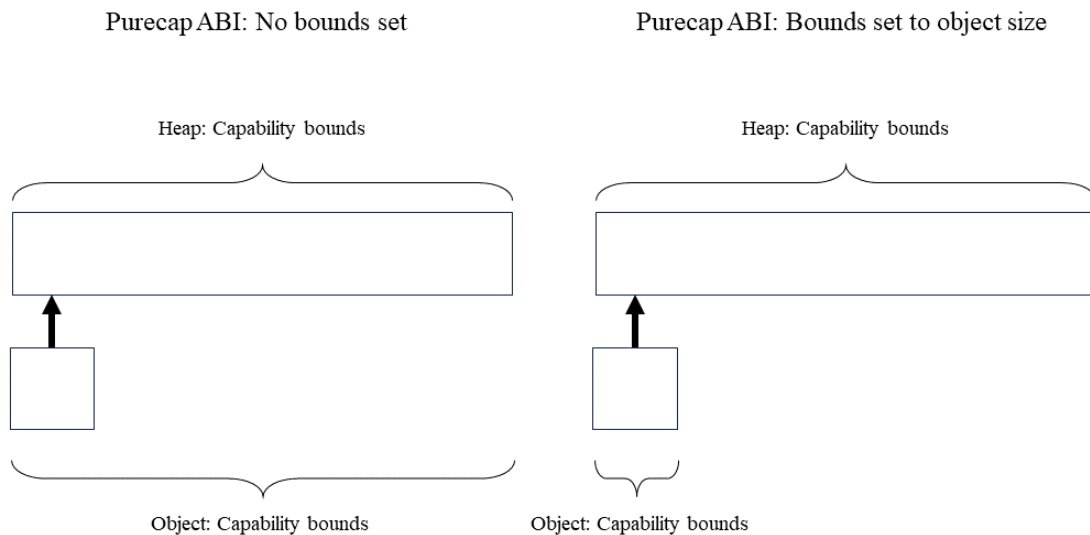 Purecap ABI: No bounds set
Purecap ABI: Bounds set to object size
Heap: Capability bounds
Heap: Capability bounds
Object: Capability bounds
Object: Capability bounds